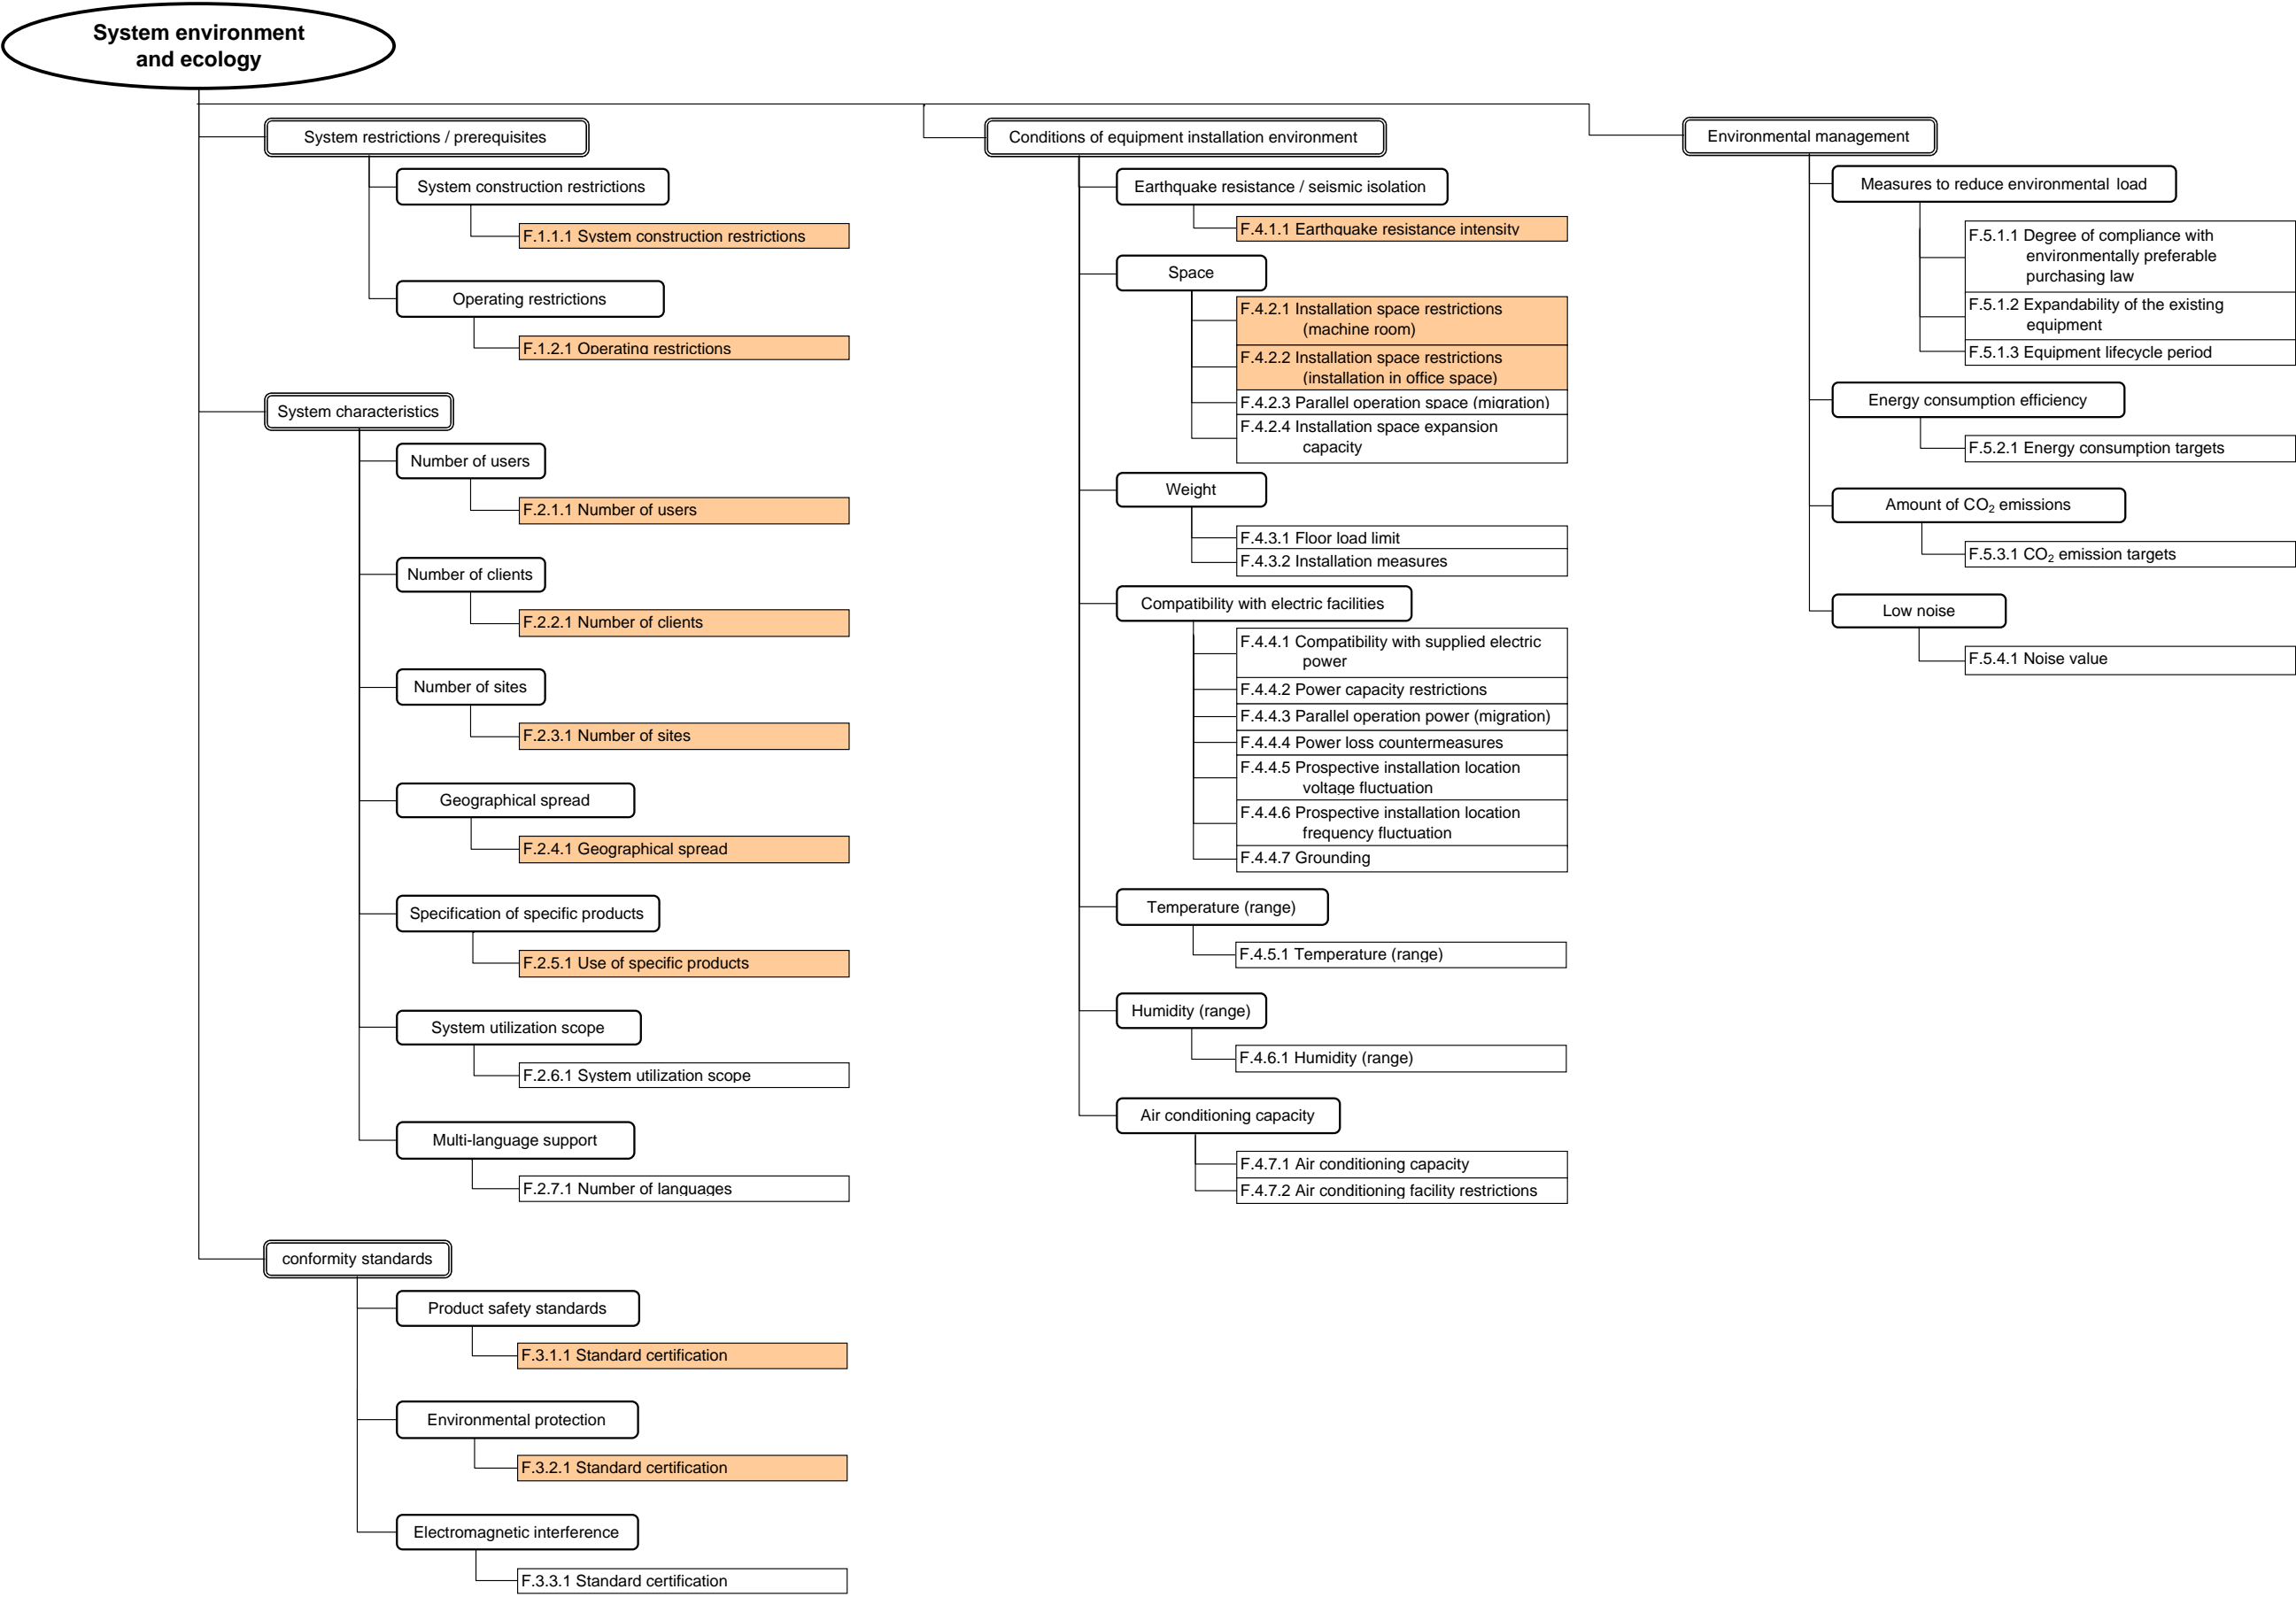 System environment
and ecology
System restrictions / prerequisites
System construction restrictions
F.1.1.1 System construction restrictions
Operating restrictions
F.1.2.1 Operating restrictions
System characteristics
Number of users
F.2.1.1 Number of users
Number of clients
F.2.2.1 Number of clients
Number of sites
F.2.3.1 Number of sites
Geographical spread
F.2.4.1 Geographical spread
Specification of specific products
F.2.5.1 Use of specific products
System utilization scope
F.2.6.1 System utilization scope
Multi-language support
F.2.7.1 Number of languages
conformity standards
Product safety standards
F.3.1.1 Standard certification
Environmental protection
F.3.2.1 Standard certification
Electromagnetic interference
F.3.3.1 Standard certification
Conditions of equipment installation environment
Earthquake resistance / seismic isolation
F.4.1.1 Earthquake resistance intensity
Space
F.4.2.1 Installation space restrictions
(machine room)
F.4.2.2 Installation space restrictions
(installation in office space)
F.4.2.3 Parallel operation space (migration)
F.4.2.4 Installation space expansion
capacity
Weight
F.4.3.1 Floor load limit
F.4.3.2 Installation measures
Compatibility with electric facilities
F.4.4.1 Compatibility with supplied electric
power
F.4.4.2 Power capacity restrictions
F.4.4.3 Parallel operation power (migration)
F.4.4.4 Power loss countermeasures
F.4.4.5 Prospective installation location
voltage fluctuation
F.4.4.6 Prospective installation location
frequency fluctuation
F.4.4.7 Grounding
Temperature (range)
F.4.5.1 Temperature (range)
Humidity (range)
F.4.6.1 Humidity (range)
Air conditioning capacity
F.4.7.1 Air conditioning capacity
F.4.7.2 Air conditioning facility restrictions
Environmental management
Measures to reduce environmental load
F.5.1.1 Degree of compliance with
environmentally preferable
purchasing law
F.5.1.2 Expandability of the existing
equipment
F.5.1.3 Equipment lifecycle period
Energy consumption efficiency
F.5.2.1 Energy consumption targets
Amount of CO₂ emissions
F.5.3.1 CO₂ emission targets
Low noise
F.5.4.1 Noise value